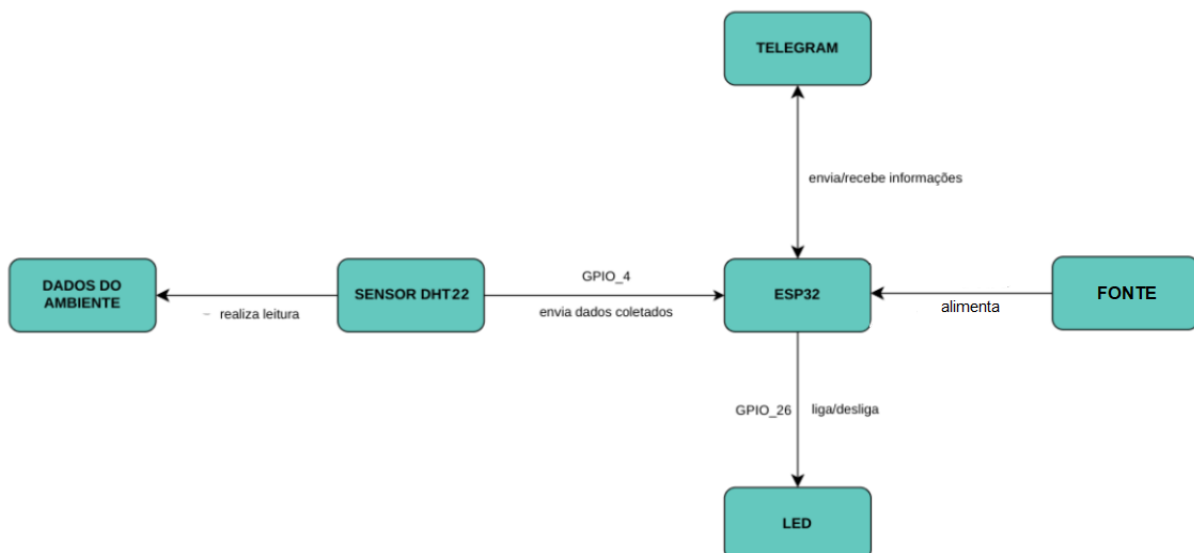 TELEGRAM
envia/recebe informações
DADOS DO
AMBIENTE
realiza leitura
SENSOR DHT22
GPIO_4
envia dados coletados
ESP32
alimenta
FONTE
GPIO_26
liga/desliga
LED